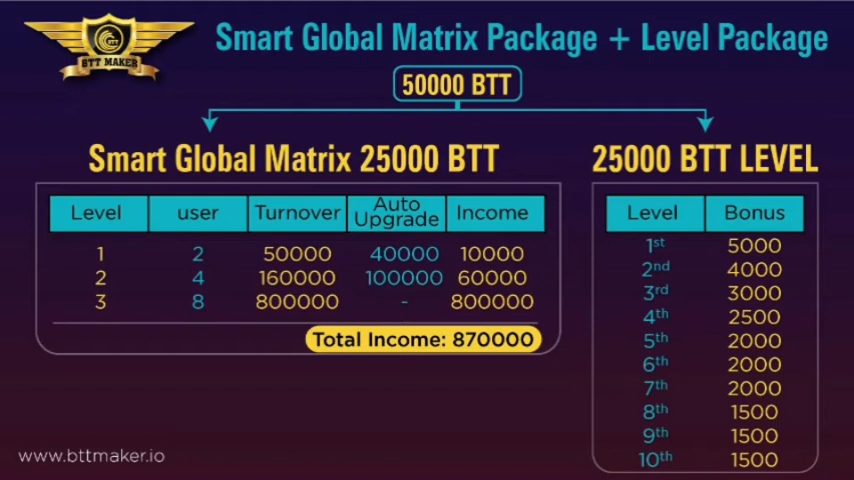 BTT
BTT MAKER
Smart Global Matrix Package + Level Package
50000 BTT
Smart Global Matrix 25000 BTT
Level user Turnover Auto Upgrade Income
1 2 50000 40000 10000
2 4 160000 100000 60000
3 8 800000 - 800000
Total Income: 870000
25000 BTT LEVEL
Level Bonus
1st 5000
2nd 4000
3rd 3000
4th 2500
5th 2000
6th 2000
7th 2000
8th 1500
9th 1500
10th 1500
www.bttmaker.io